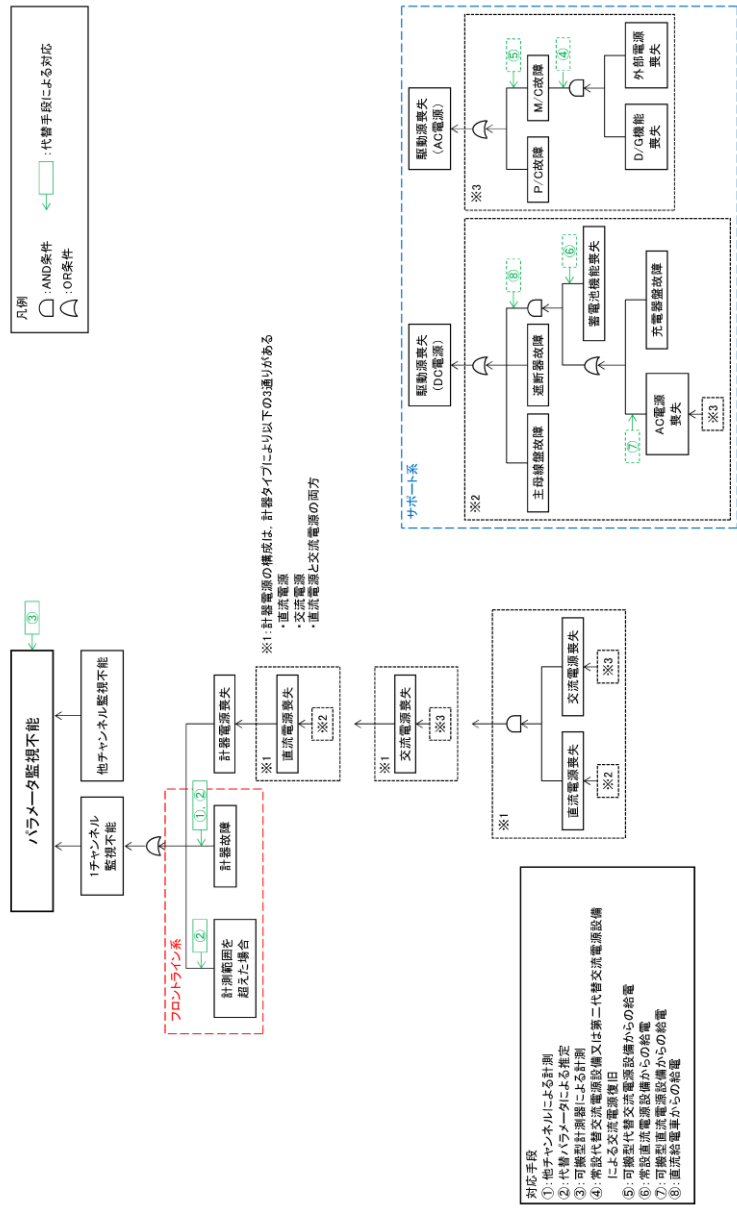 パラメータ監視不能
③
1チャンネル
監視不能
他チャンネル監視不能
フロントライン系
②
①, ②
計測範囲を
超えた場合
計器故障
計器電源喪失
※1
直流電源喪失
※2
※1
交流電源喪失
※3
※1
直流電源喪失
交流電源喪失
※2
※3
※1:計器電源の構成は,計器タイプにより以下の3通りがある
・直流電源
・交流電源
・直流電源と交流電源の両方
凡例
:AND条件
:OR条件
:代替手段による対応
対応手段
①:他チャンネルによる計測
②:代替パラメータによる推定
③:可搬型計測器による計測
④:常設代替交流電源設備又は第二代替交流電源設備
による交流電源復旧
⑤:可搬型代替交流電源設備からの給電
⑥:常設直流電源設備からの給電
⑦:可搬型直流電源設備からの給電
⑧:直流給電車からの給電
サポート系
駆動源喪失
(DC電源)
※2
⑧
主母線盤故障
遮断器故障
⑥
蓄電池機能喪失
⑦
AC電源
喪失
充電器盤故障
※3
駆動源喪失
(AC電源)
※3
⑤
P/C故障
M/C故障
④
D/G機能
喪失
外部電源
喪失